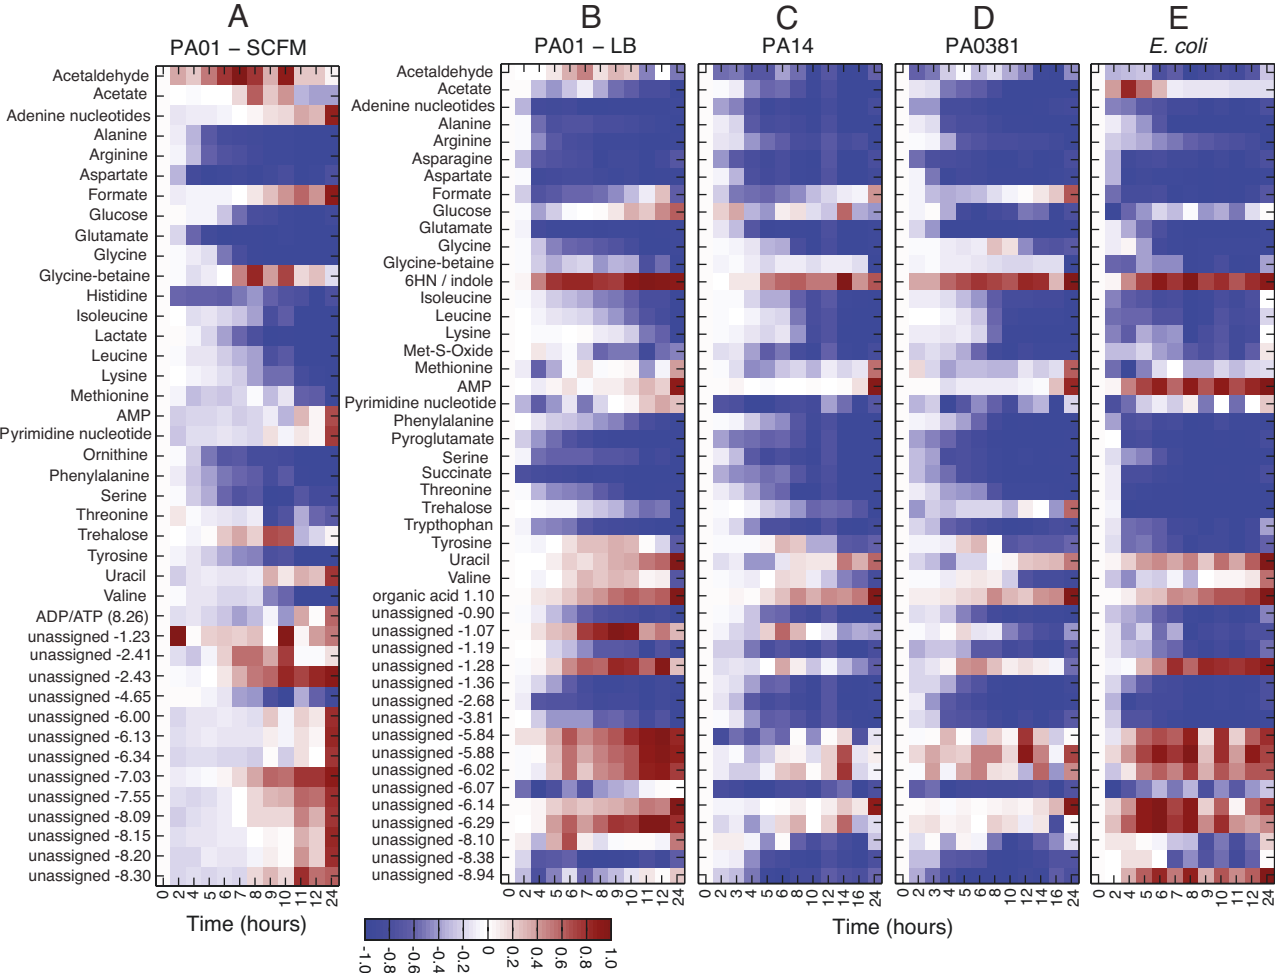 A
PA01 – SCFM
Acetaldehyde
Acetate
Adenine nucleotides
Alanine
Arginine
Aspartate
Formate
Glucose
Glutamate
Glycine
Glycine-betaine
Histidine
Isoleucine
Lactate
Leucine
Lysine
Methionine
AMP
Pyrimidine nucleotide
Ornithine
Phenylalanine
Serine
Threonine
Trehalose
Tyrosine
Uracil
Valine
ADP/ATP (8.26)
unassigned -1.23
unassigned -2.41
unassigned -2.43
unassigned -4.65
unassigned -6.00
unassigned -6.13
unassigned -6.34
unassigned -7.03
unassigned -7.55
unassigned -8.09
unassigned -8.15
unassigned -8.20
unassigned -8.30
0 2 4 5 6 7 8 9 10 11 12 24
Time (hours)
B
PA01 – LB
Acetaldehyde
Acetate
Adenine nucleotides
Alanine
Arginine
Asparagine
Aspartate
Formate
Glucose
Glutamate
Glycine
Glycine-betaine
6HN / indole
Isoleucine
Leucine
Lysine
Met-S-Oxide
Methionine
AMP
Pyrimidine nucleotide
Phenylalanine
Pyroglutamate
Serine
Succinate
Threonine
Trehalose
Trypthophan
Tyrosine
Uracil
Valine
organic acid 1.10
unassigned -0.90
unassigned -1.07
unassigned -1.19
unassigned -1.28
unassigned -1.36
unassigned -2.68
unassigned -3.81
unassigned -5.84
unassigned -5.88
unassigned -6.02
unassigned -6.07
unassigned -6.14
unassigned -6.29
unassigned -8.10
unassigned -8.38
unassigned -8.94
0 2 4 5 6 7 8 9 10 11 12 24
C
PA14
0 2 3 4 5 6 7 8 10 12 14 16 24
D
PA0381
0 2 3 4 5 6 8 10 12 14 16 24
E
E. coli
0 2 4 5 6 7 8 9 10 11 12 24
Time (hours)
-1.0 -0.8 -0.6 -0.4 -0.2 0 0.2 0.4 0.6 0.8 1.0